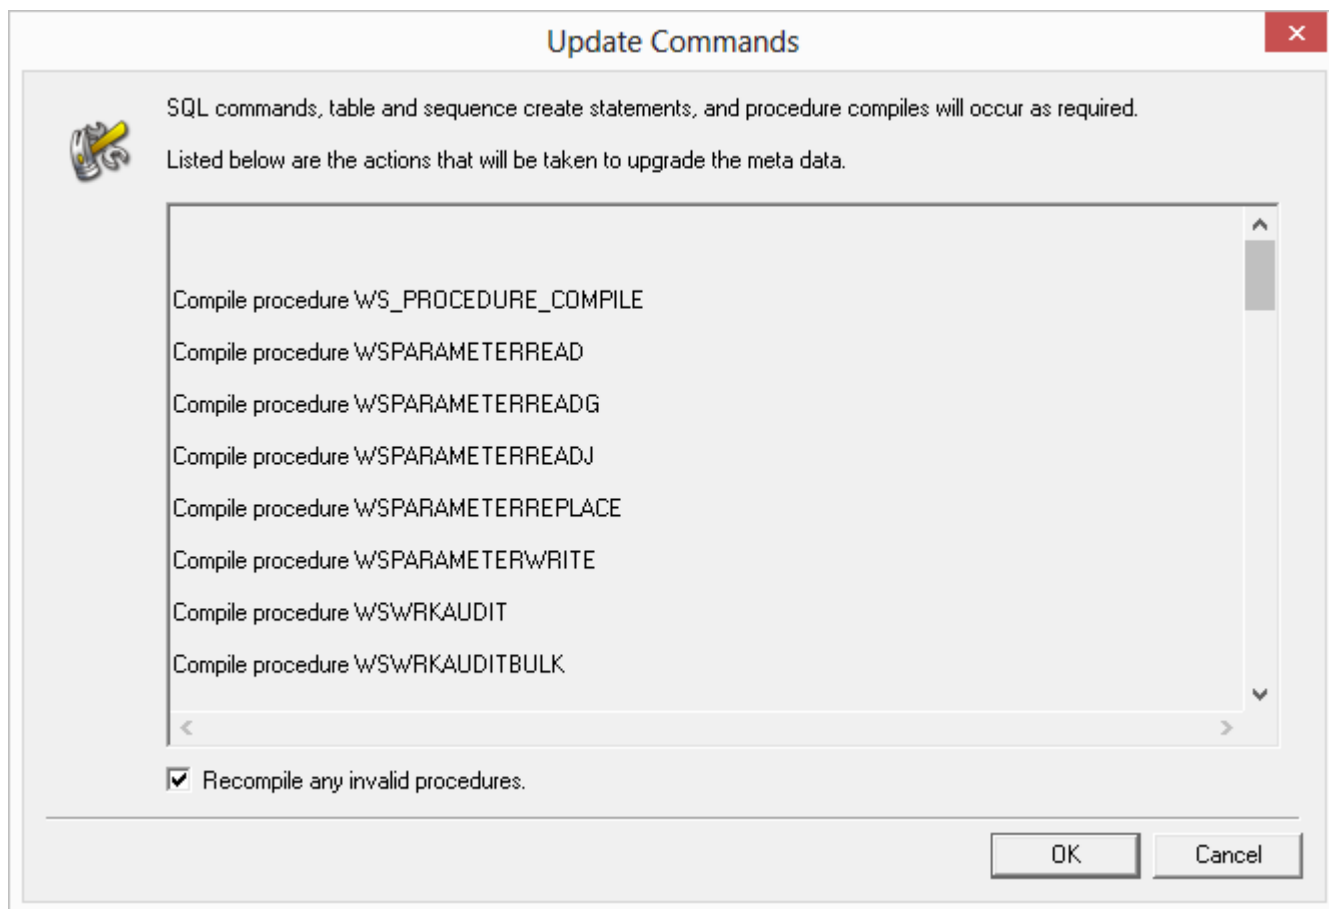 Update Commands
SQL commands, table and sequence create statements, and procedure compiles will occur as required.
Listed below are the actions that will be taken to upgrade the meta data.
Compile procedure WS_PROCEDURE_COMPILE
Compile procedure WSPARAMETERREAD
Compile procedure WSPARAMETERREADG
Compile procedure WSPARAMETERREADJ
Compile procedure WSPARAMETERREPLACE
Compile procedure WSPARAMETERWRITE
Compile procedure WSWRKAUDIT
Compile procedure WSWRKAUDITBULK
Recompile any invalid procedures.
OK
Cancel